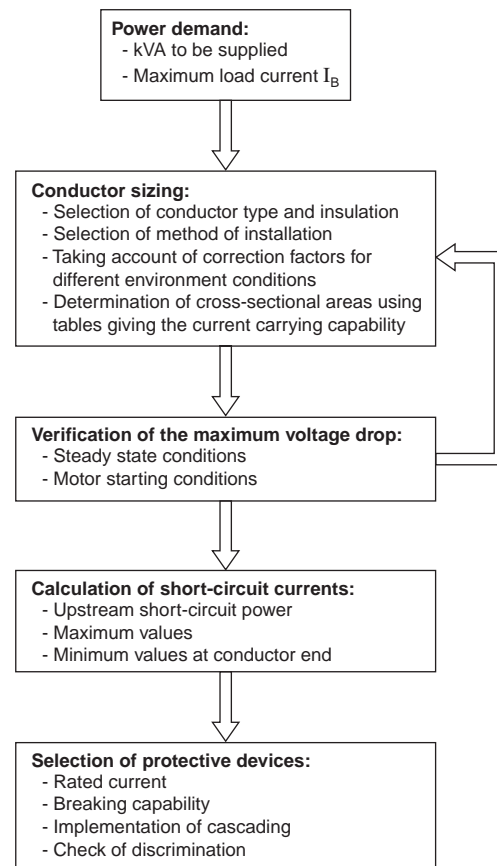 Power demand:
- kVA to be supplied
- Maximum load current IB
Conductor sizing:
- Selection of conductor type and insulation
- Selection of method of installation
- Taking account of correction factors for
different environment conditions
- Determination of cross-sectional areas using
tables giving the current carrying capability
Verification of the maximum voltage drop:
- Steady state conditions
- Motor starting conditions
Calculation of short-circuit currents:
- Upstream short-circuit power
- Maximum values
- Minimum values at conductor end
Selection of protective devices:
- Rated current
- Breaking capability
- Implementation of cascading
- Check of discrimination